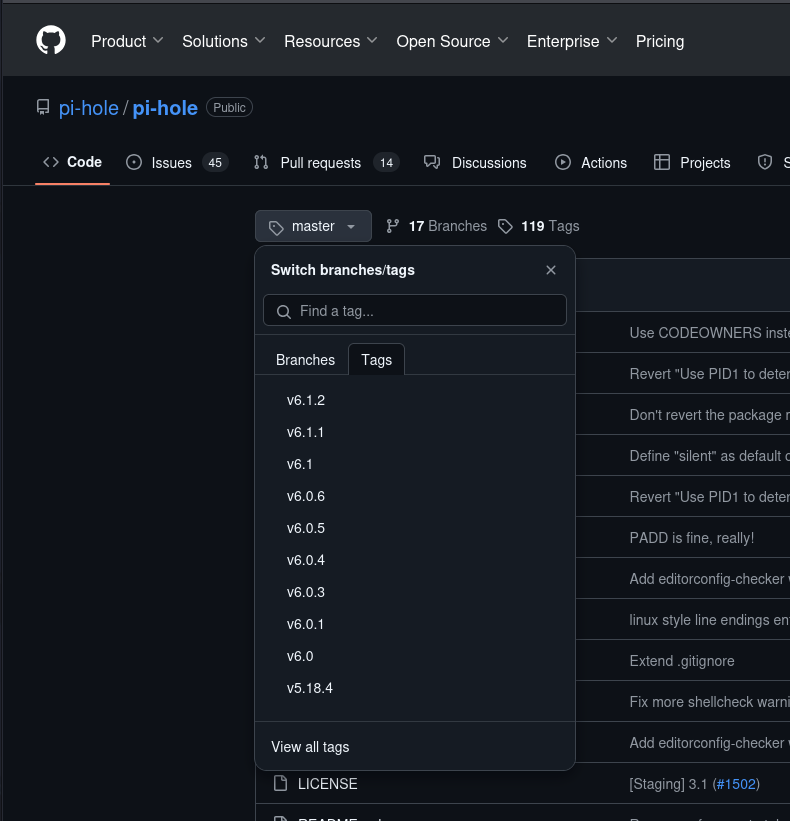 Product Solutions Resources Open Source Enterprise Pricing
pi-hole / pi-hole Public
Code Issues 45 Pull requests 14 Discussions Actions Projects S
master 17 Branches 119 Tags
Switch branches/tags
Find a tag...
Use CODEOWNERS inste
Branches Tags
Revert "Use PID1 to deter
v6.1.2
Don't revert the package r
v6.1.1
Define "silent" as default o
v6.1
v6.0.6
Revert "Use PID1 to deter
v6.0.5
PADD is fine, really!
v6.0.4
Add editorconfig-checker w
v6.0.3
linux style line endings en
v6.0.1
v6.0
Extend .gitignore
v5.18.4
Fix more shellcheck warni
View all tags
Add editorconfig-checker w
LICENSE [Staging] 3.1 (#1502)